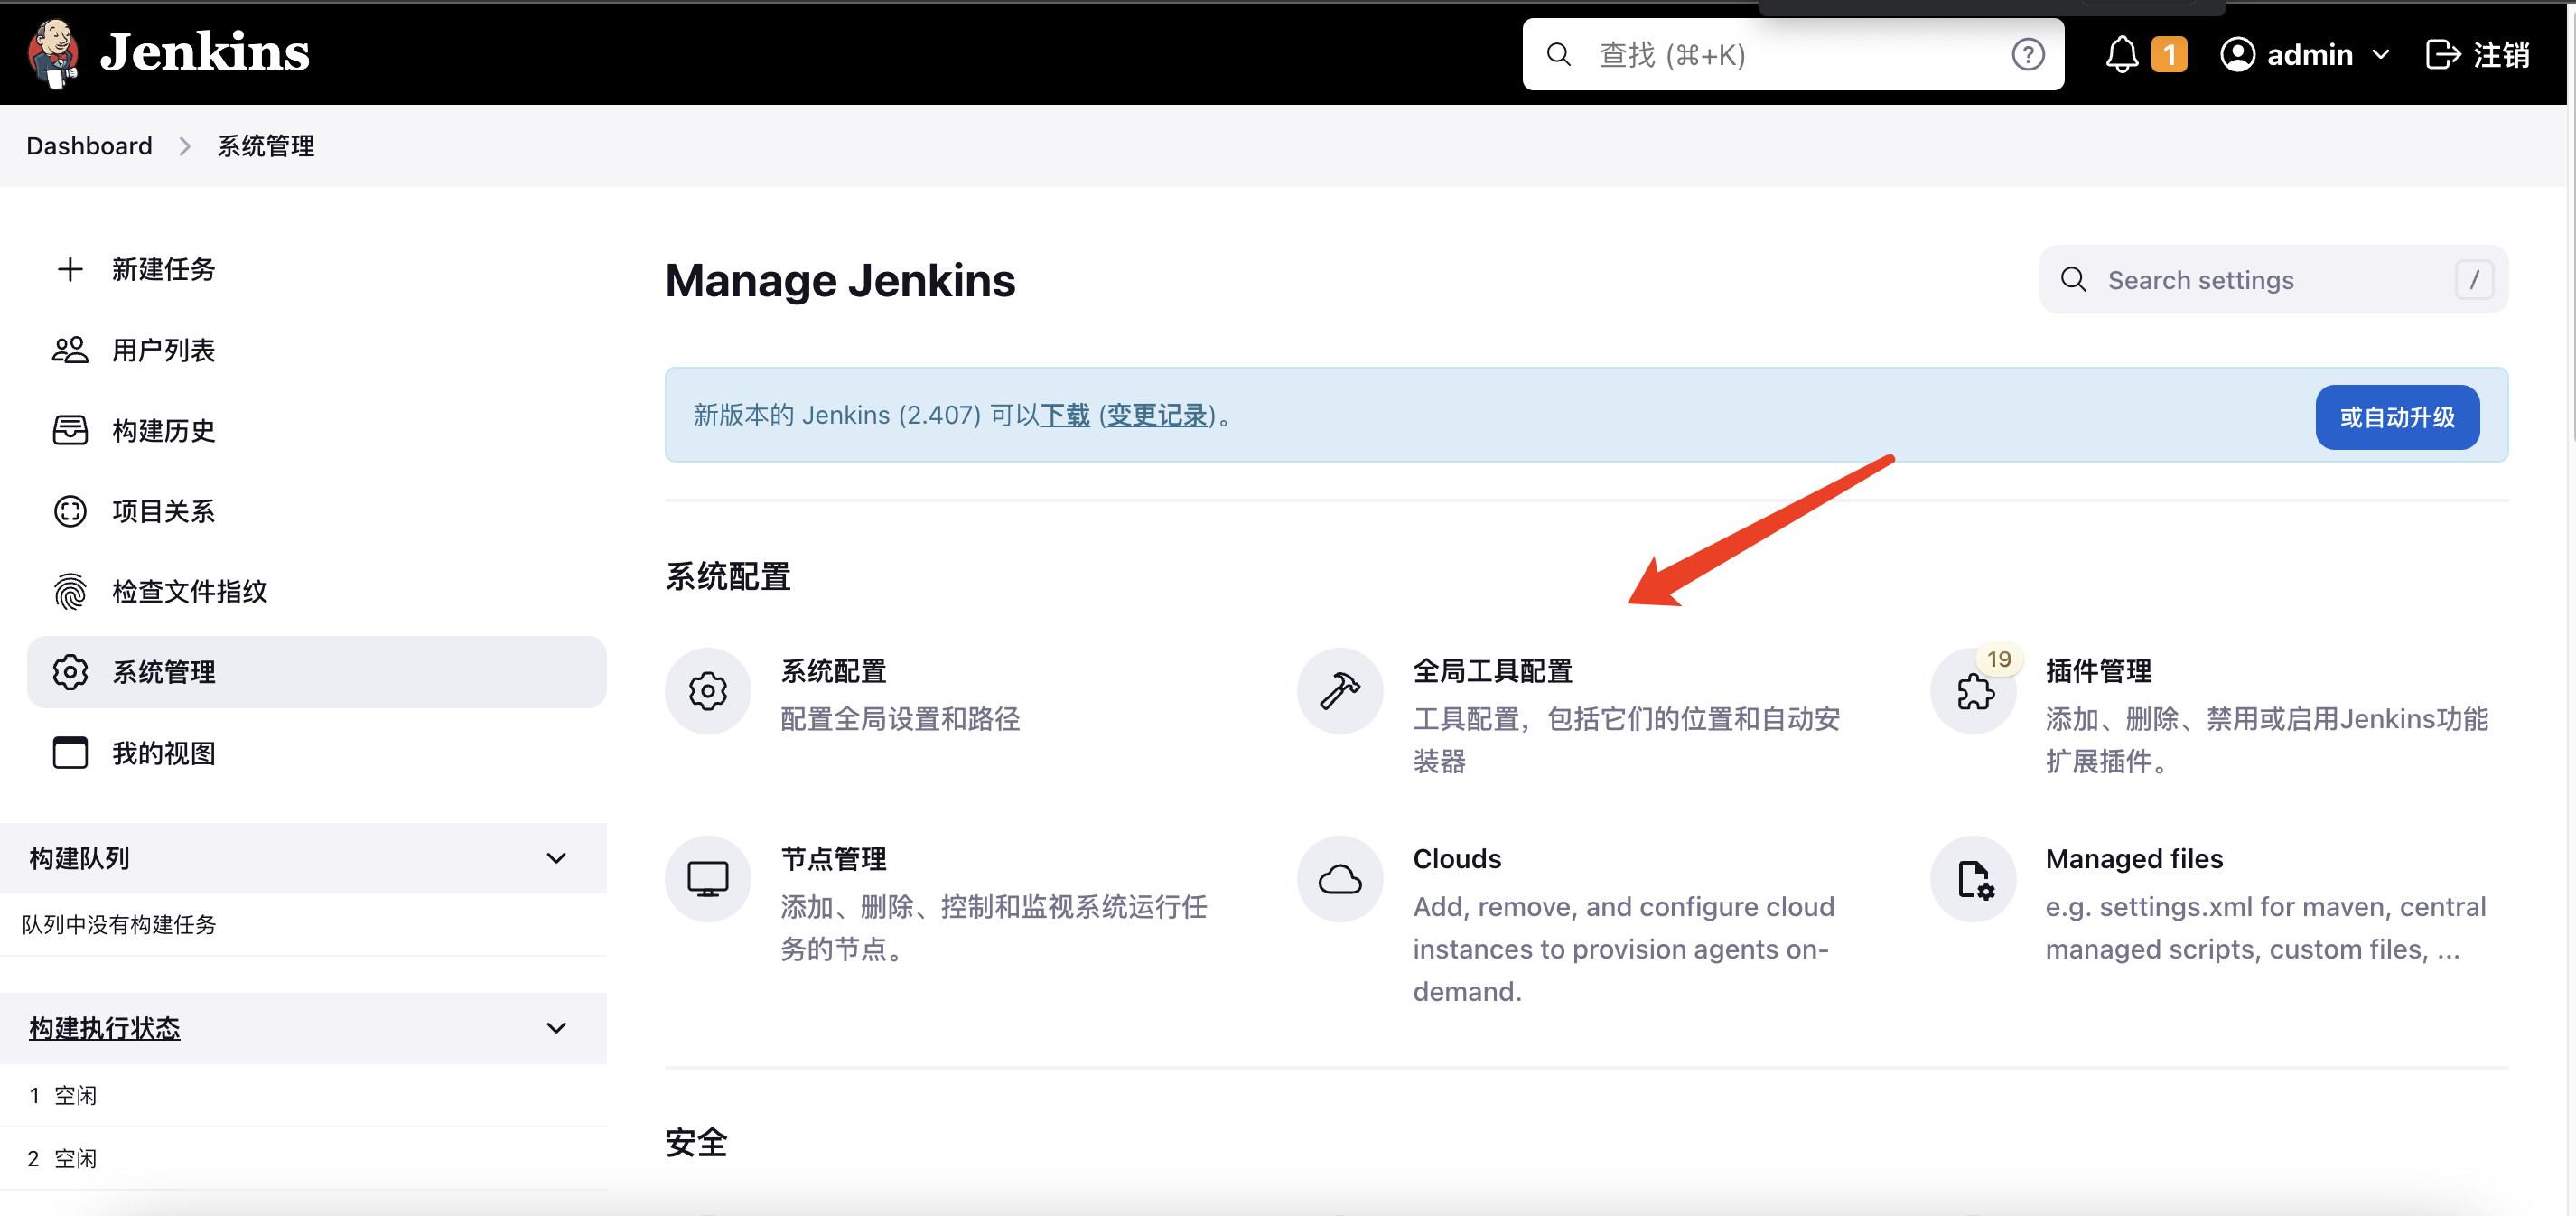 Jenkins
查找 (⌘+K)
?
1
admin
注销
Dashboard
系统管理
新建任务
用户列表
构建历史
项目关系
检查文件指纹
系统管理
我的视图
构建队列
队列中没有构建任务
构建执行状态
1 空闲
2 空闲
Manage Jenkins
Search settings
/
新版本的 Jenkins (2.407) 可以下载 (变更记录)。
或自动升级
系统配置
系统配置
配置全局设置和路径
全局工具配置
工具配置，包括它们的位置和自动安
装器
19
插件管理
添加、删除、禁用或启用Jenkins功能
扩展插件。
节点管理
添加、删除、控制和监视系统运行任
务的节点。
Clouds
Add, remove, and configure cloud
instances to provision agents on-
demand.
Managed files
e.g. settings.xml for maven, central
managed scripts, custom files, ...
安全